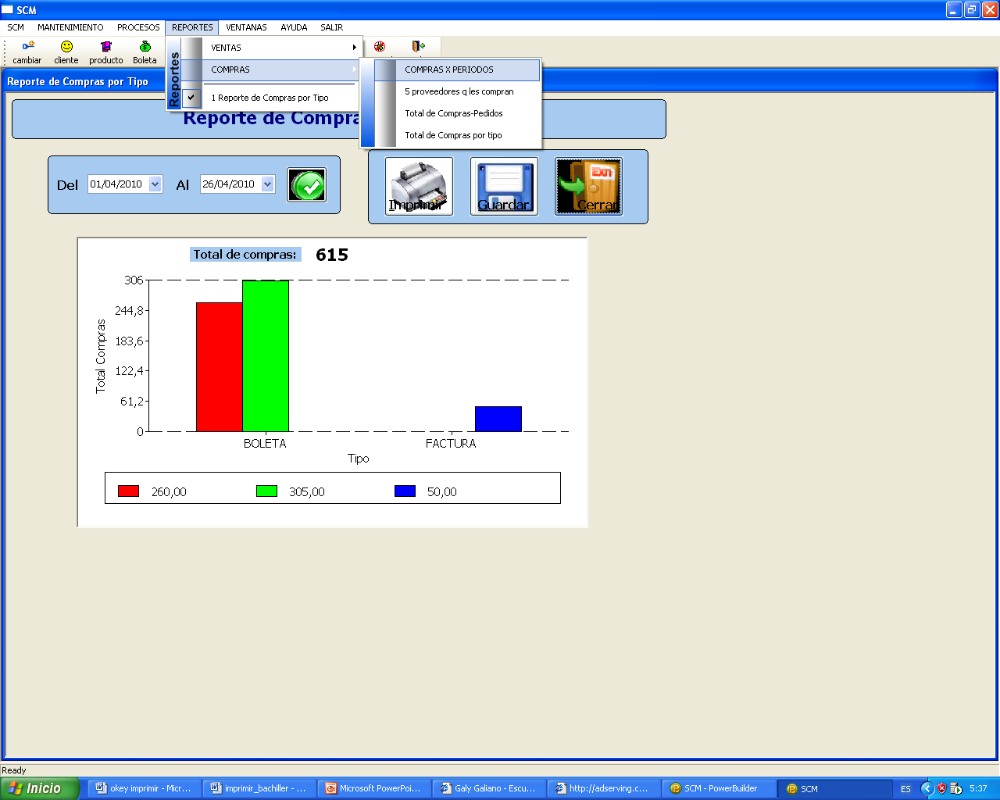 SCM
SCM MANTENIMIENTO PROCESOS REPORTES VENTANAS AYUDA SALIR
cambiar cliente producto Boleta
Reportes
VENTAS
COMPRAS
1 Reporte de Compras por Tipo
COMPRAS X PERIODOS
5 proveedores q les compran
Total de Compras-Pedidos
Total de Compras por tipo
Reporte de Compras por Tipo
Reporte de Compra
Del 01/04/2010 Al 26/04/2010
Imprimir Guardar EXIT Cerrar
Total de compras: 615
306
244,8
183,6
122,4
61,2
0
Total Compras
BOLETA FACTURA
Tipo
260,00 305,00 50,00
Ready
Inicio okey imprimir - Micr... imprimir_bachiller - ... Microsoft PowerPoi... Galy Galiano - Escu... http://adserving.c... SCM - PowerBuilder SCM ES 5:37